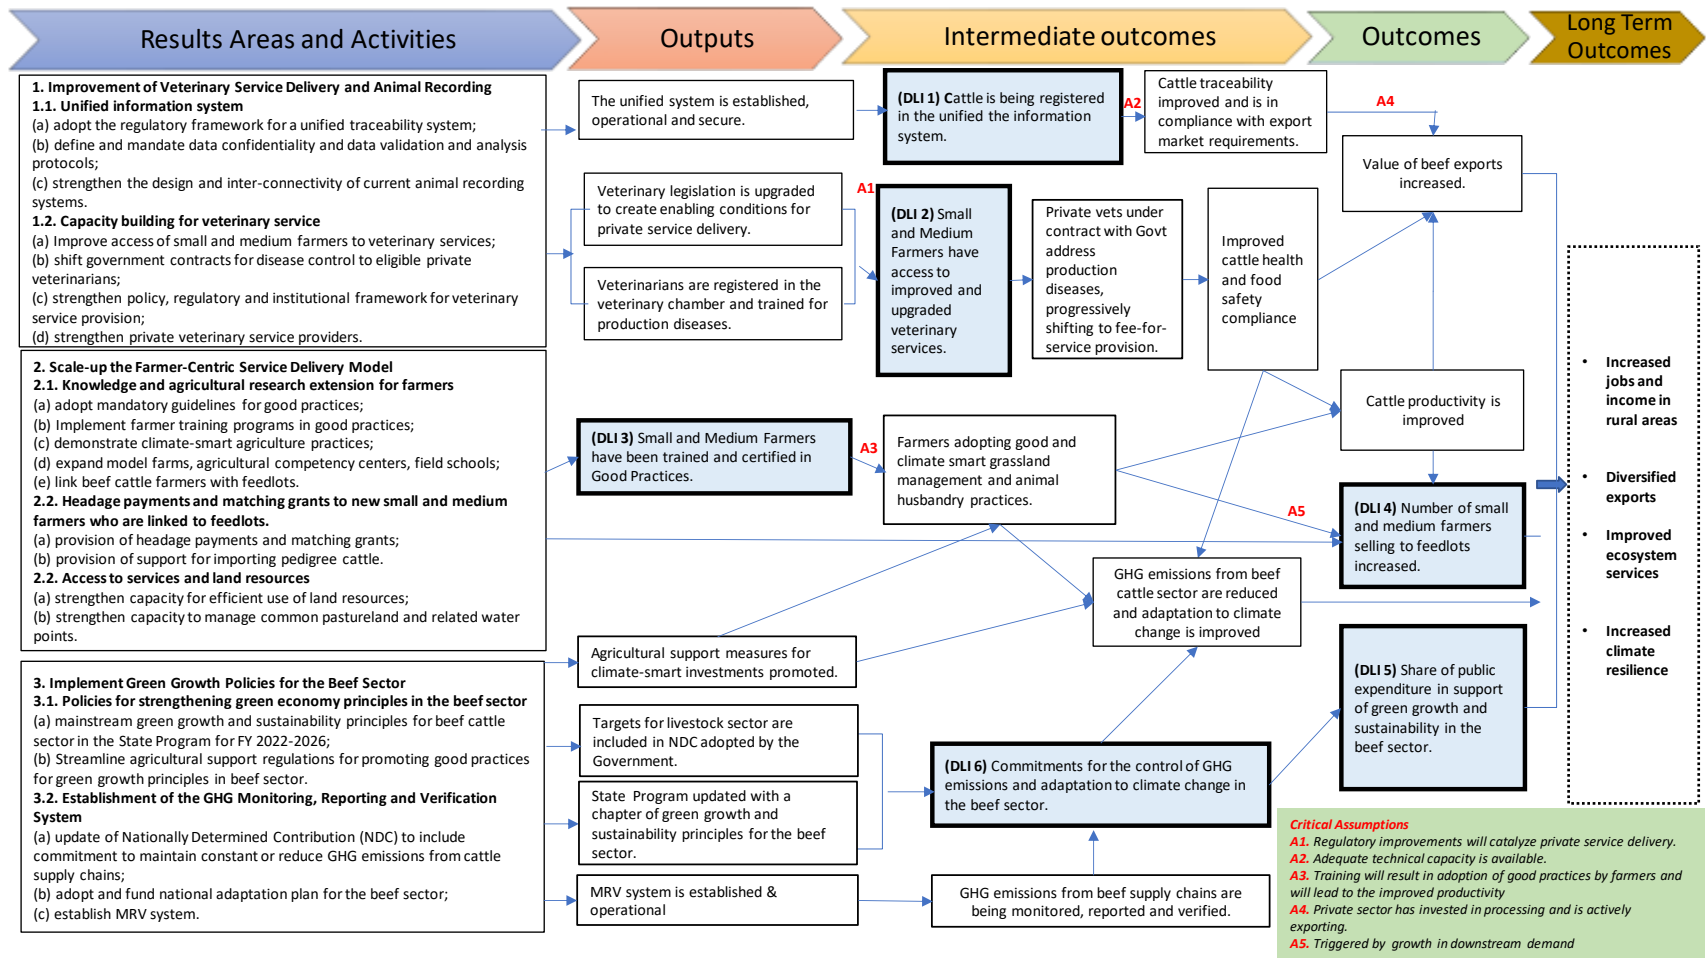 Results Areas and Activities
Outputs
Intermediate outcomes
Outcomes
Long Term
Outcomes
1. Improvement of Veterinary Service Delivery and Animal Recording
1.1. Unified information system
(a) adopt the regulatory framework for a unified traceability system;
(b) define and mandate data confidentiality and data validation and analysis
protocols;
(c) strengthen the design and inter-connectivity of current animal recording
systems.
1.2. Capacity building for veterinary service
(a) Improve access of small and medium farmers to veterinary services;
(b) shift government contracts for disease control to eligible private
veterinarians;
(c) strengthen policy, regulatory and institutional framework for veterinary
service provision;
(d) strengthen private veterinary service providers.
2. Scale-up the Farmer-Centric Service Delivery Model
2.1. Knowledge and agricultural research extension for farmers
(a) adopt mandatory guidelines for good practices;
(b) Implement farmer training programs in good practices;
(c) demonstrate climate-smart agriculture practices;
(d) expand model farms, agricultural competency centers, field schools;
(e) link beef cattle farmers with feedlots.
2.2. Headage payments and matching grants to new small and medium
farmers who are linked to feedlots.
(a) provision of headage payments and matching grants;
(b) provision of support for importing pedigree cattle.
2.2. Access to services and land resources
(a) strengthen capacity for efficient use of land resources;
(b) strengthen capacity to manage common pastureland and related water
points.
3. Implement Green Growth Policies for the Beef Sector
3.1. Policies for strengthening green economy principles in the beef sector
(a) mainstream green growth and sustainability principles for beef cattle
sector in the State Program for FY 2022-2026;
(b) Streamline agricultural support regulations for promoting good practices
for green growth principles in beef sector.
3.2. Establishment of the GHG Monitoring, Reporting and Verification
System
(a) update of Nationally Determined Contribution (NDC) to include
commitment to maintain constant or reduce GHG emissions from cattle
supply chains;
(b) adopt and fund national adaptation plan for the beef sector;
(c) establish MRV system.
The unified system is established,
operational and secure.
Veterinary legislation is upgraded
to create enabling conditions for
private service delivery.
Veterinarians are registered in the
veterinary chamber and trained for
production diseases.
(DLI 3) Small and Medium Farmers
have been trained and certified in
Good Practices.
Agricultural support measures for
climate-smart investments promoted.
Targets for livestock sector are
included in NDC adopted by the
Government.
State Program updated with a
chapter of green growth and
sustainability principles for the beef
sector.
MRV system is established &
operational
A1
A3
(DLI 1) Cattle is being registered
in the unified the information
system.
A2
Cattle traceability
improved and is in
compliance with export
market requirements.
(DLI 2) Small
and Medium
Farmers have
access to
improved and
upgraded
veterinary
services.
Private vets under
contract with Govt
address
production
diseases,
progressively
shifting to fee-for-
service provision.
Improved
cattle health
and food
safety
compliance
Farmers adopting good and
climate smart grassland
management and animal
husbandry practices.
GHG emissions from beef
cattle sector are reduced
and adaptation to climate
change is improved
(DLI 6) Commitments for the control of GHG
emissions and adaptation to climate change in
the beef sector.
GHG emissions from beef supply chains are
being monitored, reported and verified.
A4
A5
Value of beef exports
increased.
Cattle productivity is
improved
(DLI 4) Number of small
and medium farmers
selling to feedlots
increased.
(DLI 5) Share of public
expenditure in support
of green growth and
sustainability in the
beef sector.
• Increased
jobs and
income in
rural areas
• Diversified
exports
• Improved
ecosystem
services
• Increased
climate
resilience
Critical Assumptions
A1. Regulatory improvements will catalyze private service delivery.
A2. Adequate technical capacity is available.
A3. Training will result in adoption of good practices by farmers and
will lead to the improved productivity
A4. Private sector has invested in processing and is actively
exporting.
A5. Triggered by growth in downstream demand